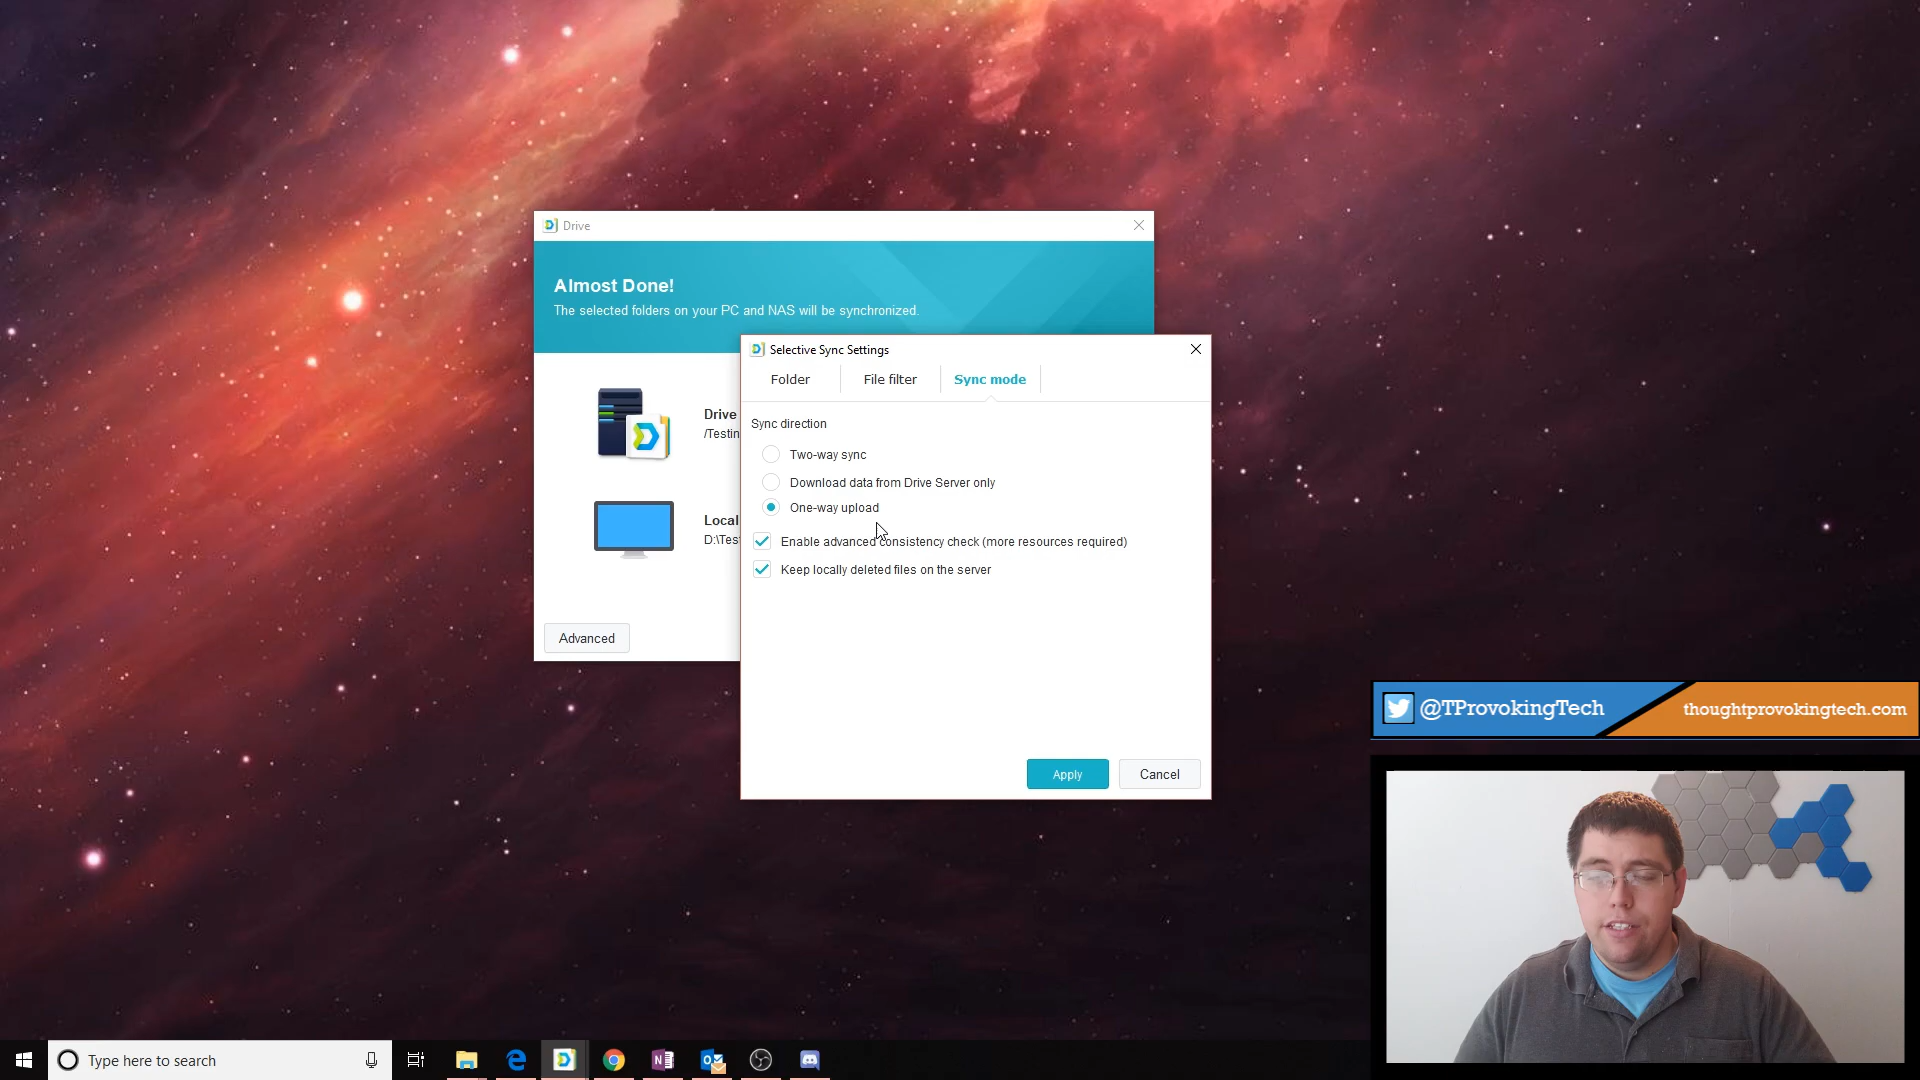 Drive
Almost Done!
The selected folders on your PC and NAS will be synchronized.
Drive
/Testin
Local
D:\Test
Advanced
Selective Sync Settings
Folder
File filter
Sync mode
Sync direction
Two-way sync
Download data from Drive Server only
One-way upload
Enable advanced consistency check (more resources required)
Keep locally deleted files on the server
Apply
Cancel
@TProvokingTech
thoughtprovokingtech.com
Type here to search